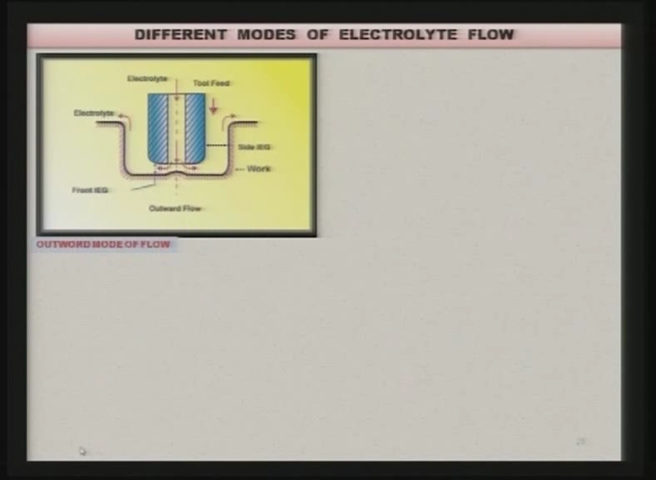 DIFFERENT MODES OF ELECTROLYTE FLOW
Electrolyte
Tool Feed
Electrolyte
Side IEG
Work
Front IEG
Outward Flow
OUTWORD MODE OF FLOW